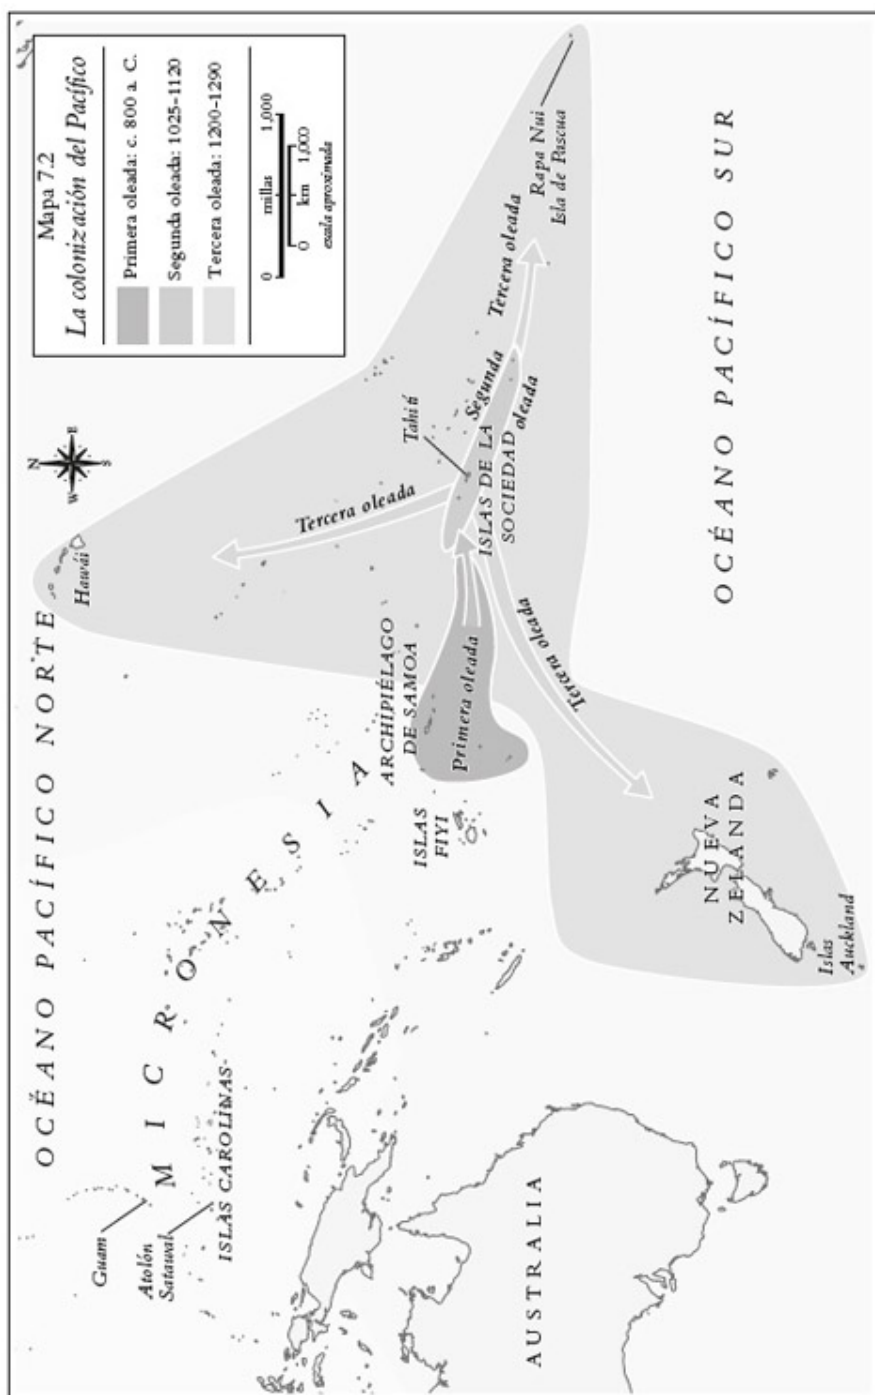 Mapa 7.2
La colonización del Pacífico
Primera oleada: c. 800 a. C.
Segunda oleada: 1025-1120
Tercera oleada: 1200-1290
0 millas 1,000
0 km 1,000
escala aproximada
N
E
S
W
OCÉANO PACÍFICO NORTE
Hawái
Guam
MICRONESIA
Atolón
Satawal
ISLAS CAROLINAS
Tercera oleada
ARCHIPIÉLAGO
DE SAMOA
Primera oleada
ISLAS
FIYI
Tahití
Segunda
oleada
ISLAS DE LA
SOCIEDAD
Tercera oleada
Rapa Nui
Isla de Pascua
Tercera oleada
AUSTRALIA
NUEVA
ZELANDA
Islas
Auckland
OCÉANO PACÍFICO SUR